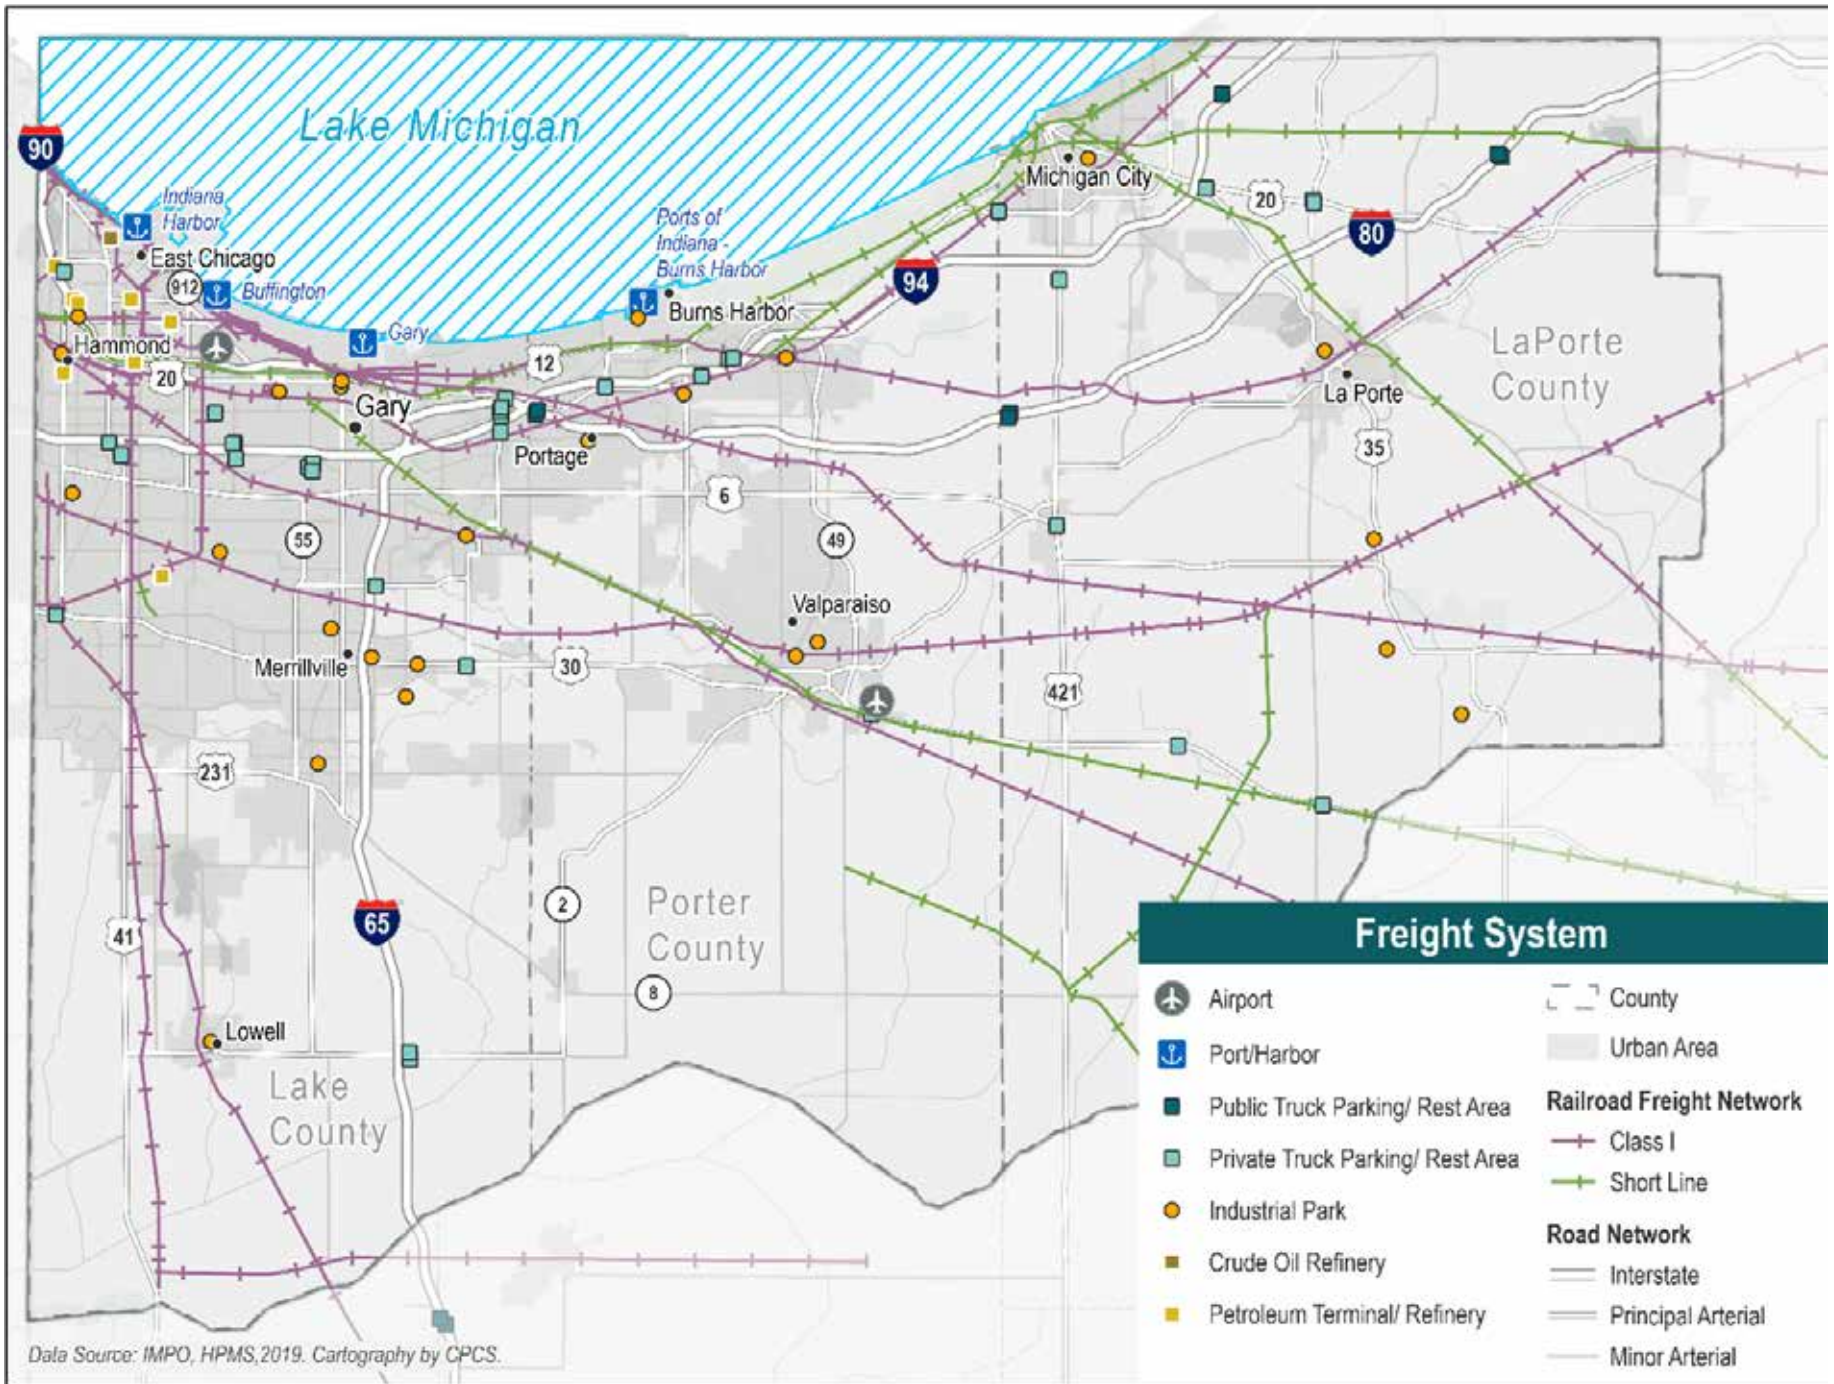 Lake Michigan
90
Indiana
Harbor
East Chicago
912
Buffington
Gary
Hammond
20
Gary
Ports of
Indiana -
Burns Harbor
Burns Harbor
12
94
Michigan City
20
80
LaPorte
County
La Porte
35
Portage
6
55
49
Valparaiso
Merrillville
30
421
231
2
Porter
County
8
65
41
Lowell
Lake
County
Freight System
Airport
Port/Harbor
Public Truck Parking/ Rest Area
Private Truck Parking/ Rest Area
Industrial Park
Crude Oil Refinery
Petroleum Terminal/ Refinery
County
Urban Area
Railroad Freight Network
Class I
Short Line
Road Network
Interstate
Principal Arterial
Minor Arterial
Data Source: IMPO, HPMS,2019. Cartography by CPCS.